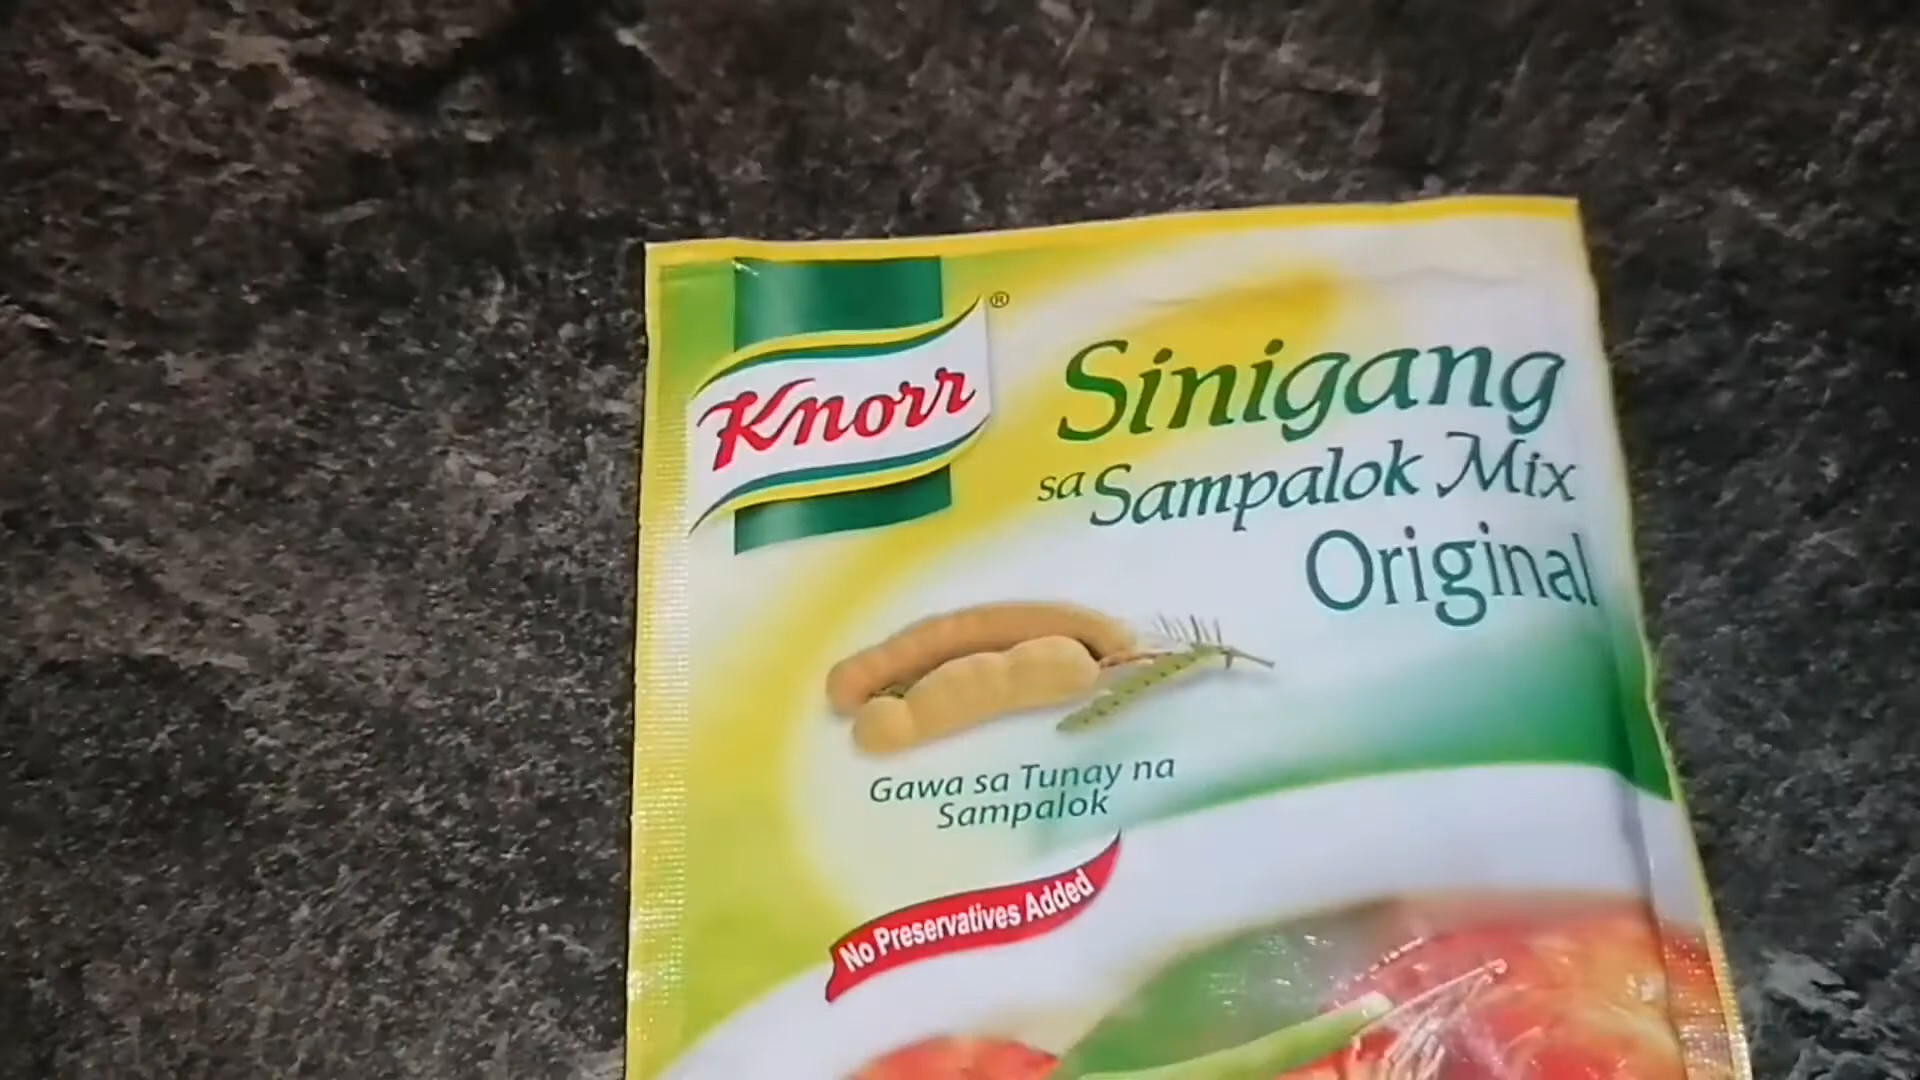 Knorr®
Sinigang
sa Sampalok Mix
Original
Gawa sa Tunay na
Sampalok
No Preservatives Added